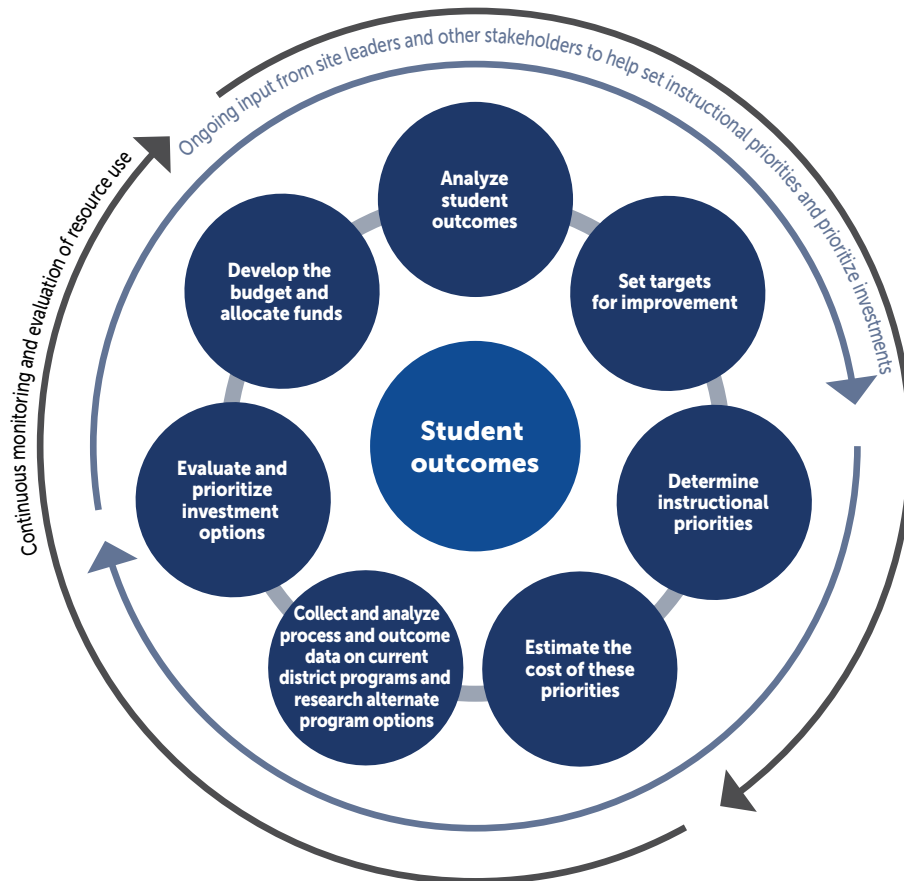 Ongoing input from site leaders and other stakeholders to help set instructional priorities and prioritize investments
Continuous monitoring and evaluation of resource use
Analyze
student
outcomes
Set targets
for improvement
Determine
instructional
priorities
Estimate the
cost of these
priorities
Collect and analyze
process and outcome
data on current
district programs and
research alternate
program options
Evaluate and
prioritize
investment
options
Develop the
budget and
allocate funds
Student
outcomes